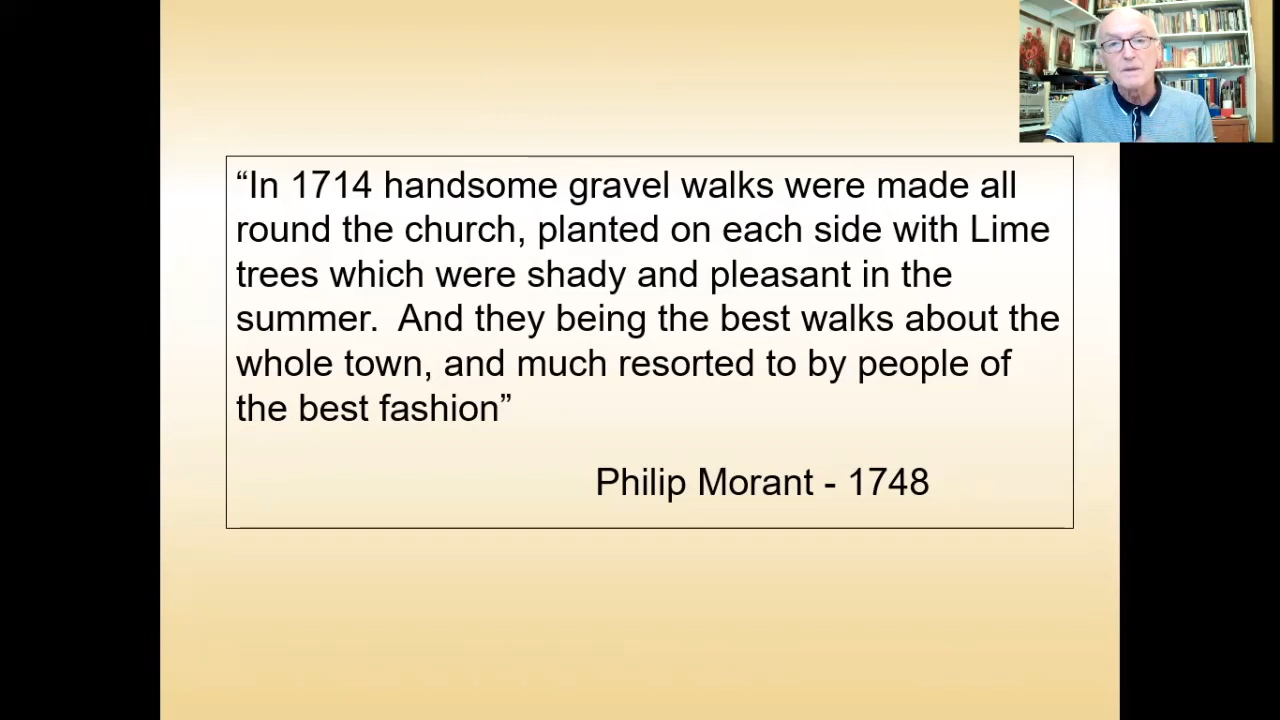 “In 1714 handsome gravel walks were made all
round the church, planted on each side with Lime
trees which were shady and pleasant in the
summer.  And they being the best walks about the
whole town, and much resorted to by people of
the best fashion”
Philip Morant - 1748